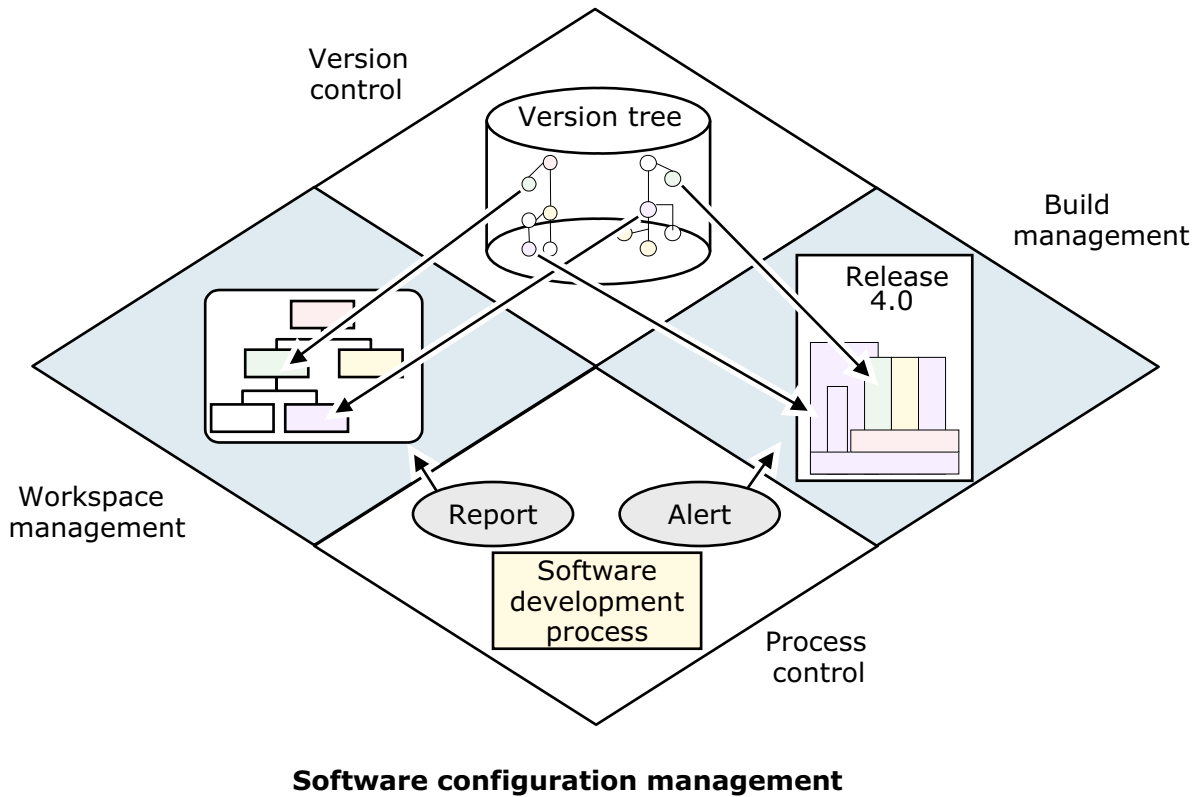 Version
control
Version tree
Build
management
Release
4.0
Workspace
management
Report
Alert
Software
development
process
Process
control
Software configuration management